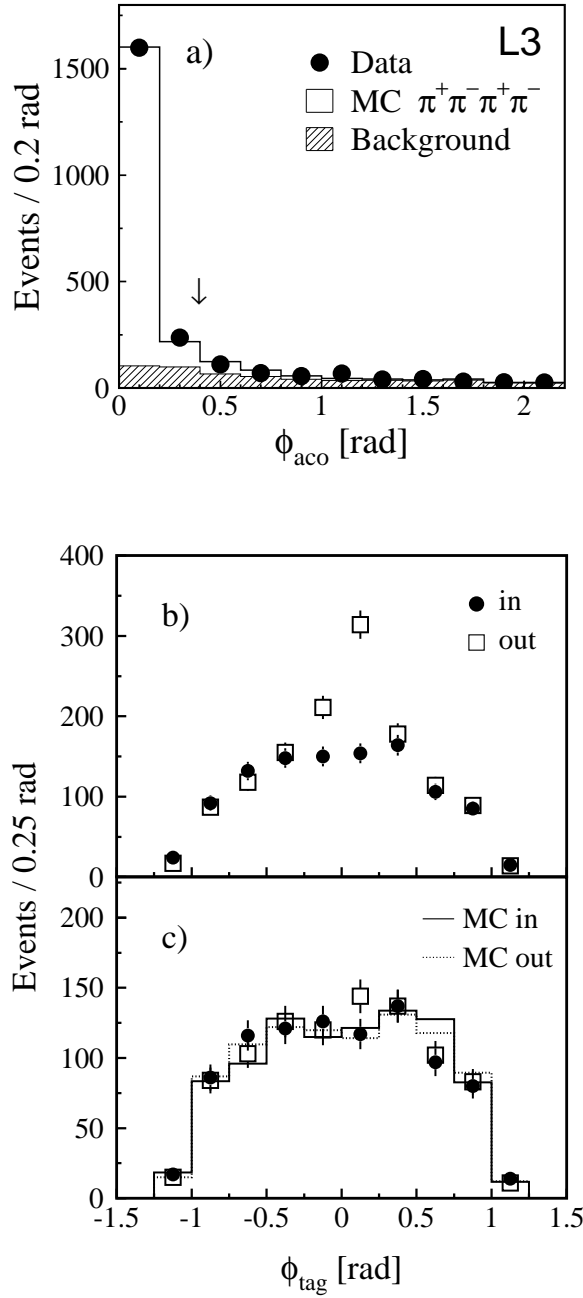 a)
L3
Data
MC π⁺π⁻π⁺π⁻
Background
Events / 0.2 rad
1500
1000
500
0
0 0.5 1 1.5 2
ϕaco [rad]
b)
in
out
400
300
200
100
0
Events / 0.25 rad
c)
MC in
MC out
200
150
100
50
0
-1.5 -1 -0.5 0 0.5 1 1.5
ϕtag [rad]